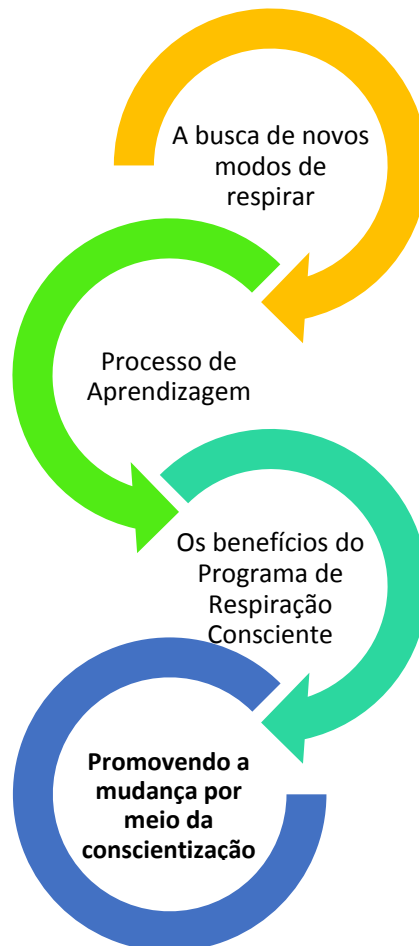 A busca de novos
modos de
respirar
Processo de
Aprendizagem
Os benefícios do
Programa de
Respiração
Consciente
Promovendo a
mudança por
meio da
conscientização